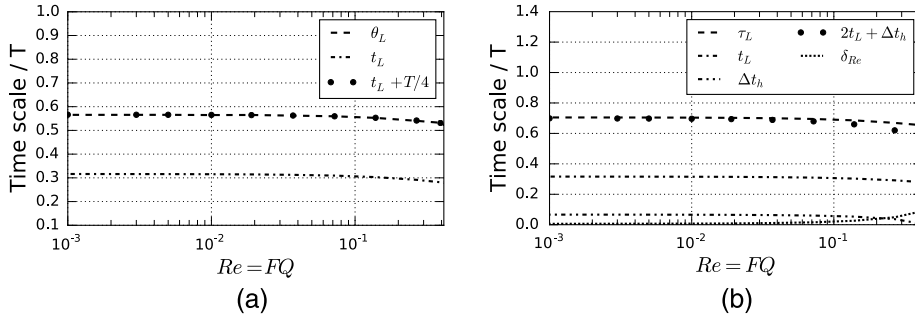 1.0
0.9
0.8
0.7
0.6
0.5
0.4
0.3
0.2
0.1
Time scale / T
θ_L
t_L
t_L + T/4
10^-3
10^-2
10^-1
Re = FQ
(a)
1.4
1.2
1.0
0.8
0.6
0.4
0.2
0.0
Time scale / T
τ_L
t_L
Δt_h
2t_L + Δt_h
δ_Re
10^-3
10^-2
10^-1
Re = FQ
(b)